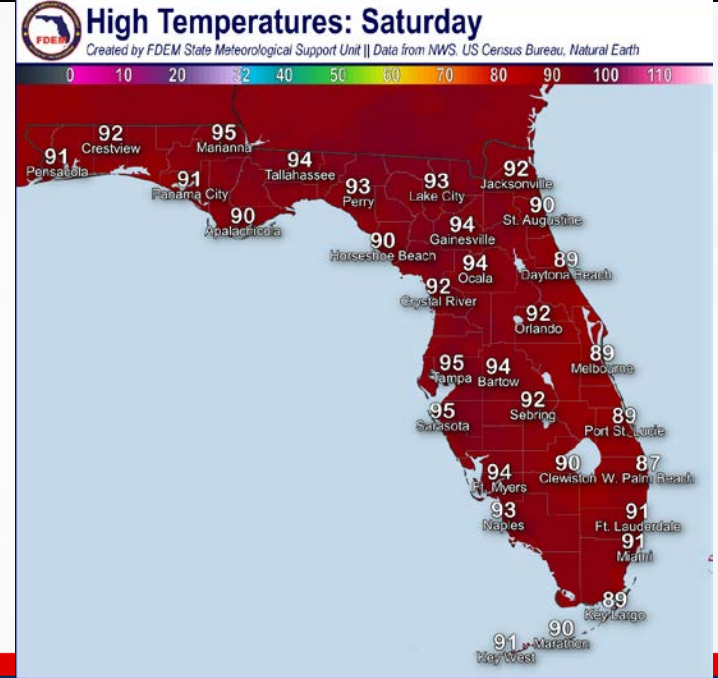 FDEM
High Temperatures: Saturday
Created by FDEM State Meteorological Support Unit || Data from NWS, US Census Bureau, Natural Earth
0 10 20 32 40 50 60 70 80 90 100 110
92
Crestview
95
Marianna
91
Pensacola
94
Tallahassee
91
Panama City
93
Perry
93
Lake City
92
Jacksonville
90
Apalachicola
90
St. Augustine
94
Gainesville
90
Horseshoe Beach
94
Ocala
89
Daytona Beach
92
Crystal River
92
Orlando
95
Tampa
94
Bartow
89
Melbourne
95
Sarasota
92
Sebring
89
Port St. Lucie
94
Ft. Myers
90
Clewiston
87
W. Palm Beach
93
Naples
91
Ft. Lauderdale
91
Miami
89
Key Largo
90
Marathon
91
Key West